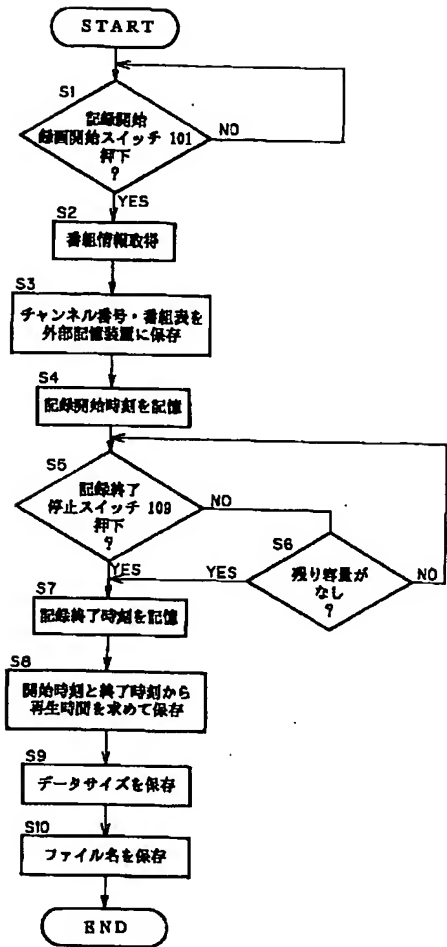 START
S1
記録開始
録画開始スイッチ 101
押下
?
NO
YES
S2
番組情報取得
S3
チャンネル番号・番組表を
外部記憶装置に保存
S4
記録開始時刻を記憶
S5
記録終了
停止スイッチ 109
押下
?
NO
YES
S6
残り容量が
なし
?
YES
NO
S7
記録終了時刻を記憶
S8
開始時刻と終了時刻から
再生時間を求めて保存
S9
データサイズを保存
S10
ファイル名を保存
END